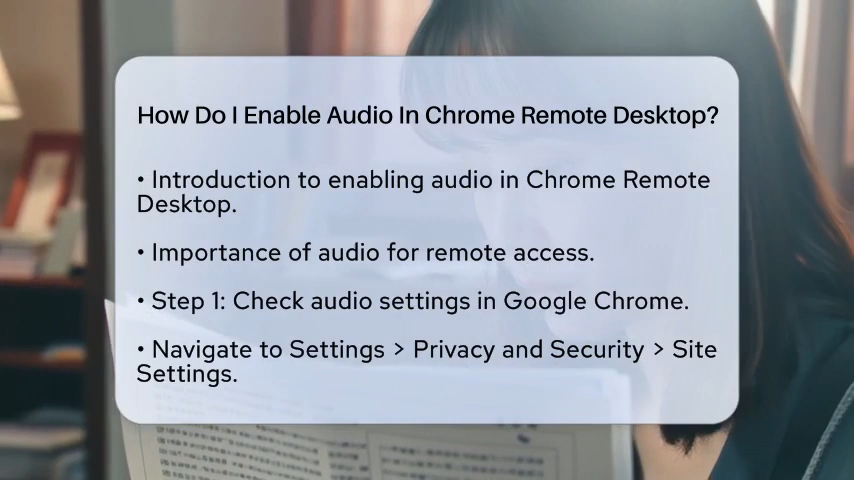 How Do I Enable Audio In Chrome Remote Desktop?
• Introduction to enabling audio in Chrome Remote
Desktop.
• Importance of audio for remote access.
• Step 1: Check audio settings in Google Chrome.
• Navigate to Settings > Privacy and Security > Site
Settings.